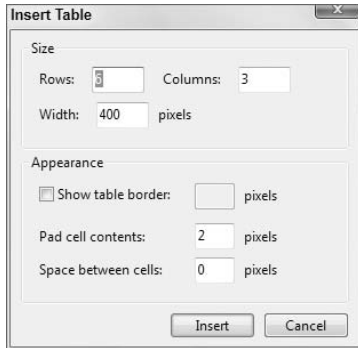 Insert Table
Size
Rows: 6 Columns: 3
Width: 400 pixels
Appearance
Show table border: pixels
Pad cell contents: 2 pixels
Space between cells: 0 pixels
Insert Cancel